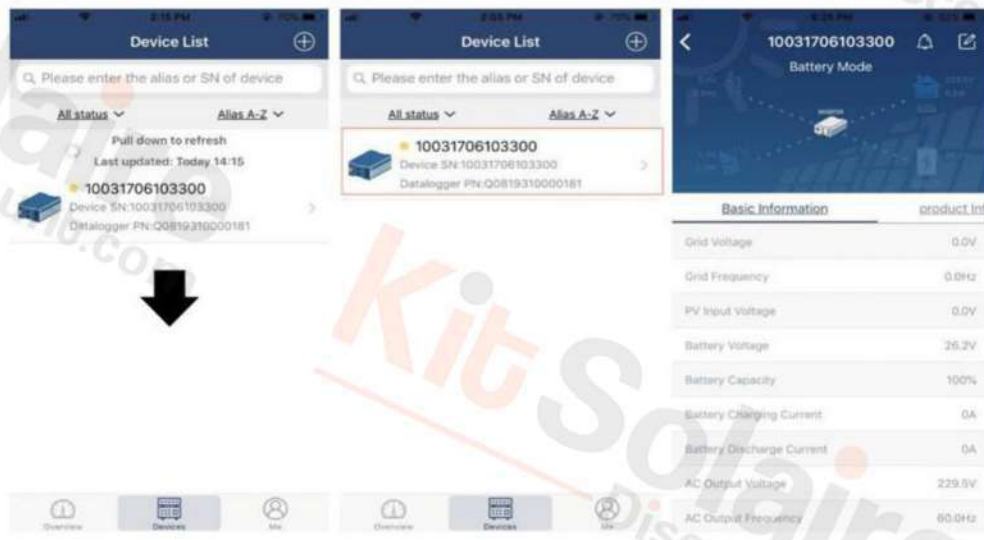 2:15 PM
70%
Device List
Please enter the alias or SN of device
All status
Alias A-Z
Pull down to refresh
Last updated: Today 14:15
10031706103300
Device SN:10031706103300
Datalogger PN:Q0819310000181
Overview
Devices
Me
Device List
Please enter the alias or SN of device
All status
Alias A-Z
10031706103300
Device SN:10031706103300
Datalogger PN:Q0819310000181
Overview
Devices
Me
10031706103300
Battery Mode
INVERTER
Basic Information
product Inf
Grid Voltage 0.0V
Grid Frequency 0.0Hz
PV Input Voltage 0.0V
Battery Voltage 26.2V
Battery Capacity 100%
Battery Charging Current 0A
Battery Discharge Current 0A
AC Output Voltage 229.5V
AC Output Frequency 60.0Hz
Kit Solaire